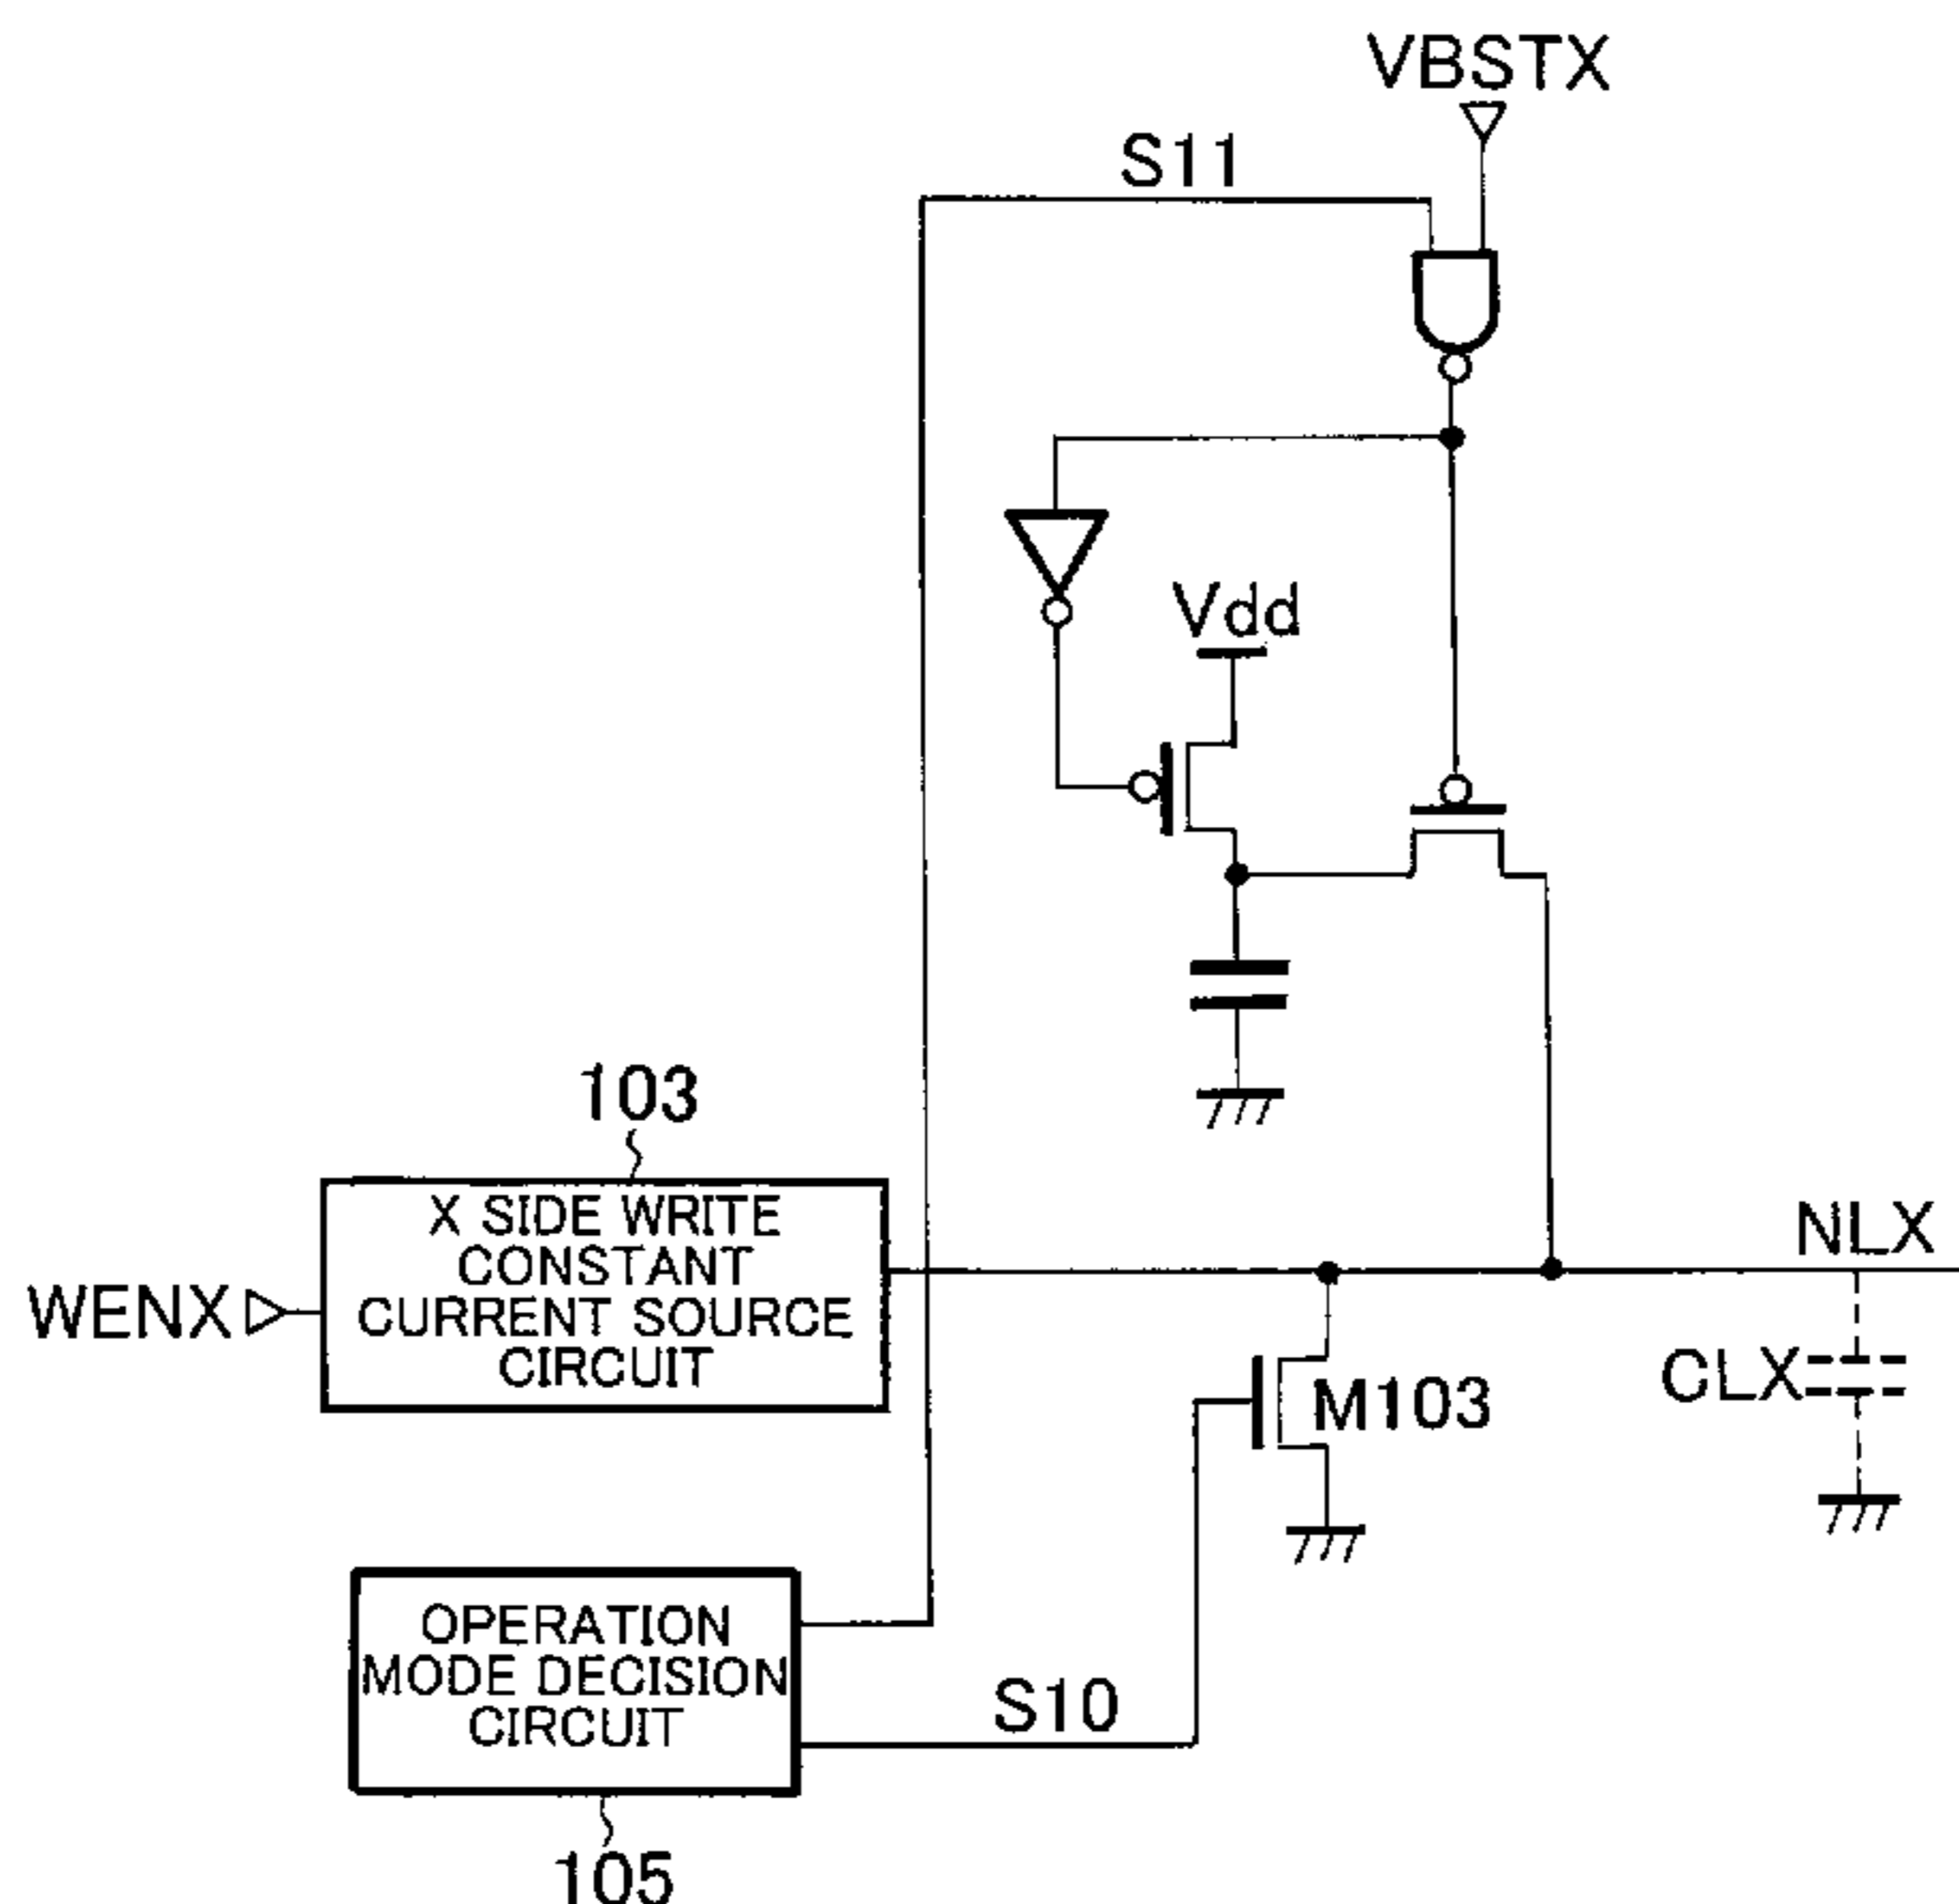 VBSTX
S11
Vdd
103
X SIDE WRITE
CONSTANT
CURRENT SOURCE
CIRCUIT
WENX
NLX
CLX
M103
OPERATION
MODE DECISION
CIRCUIT
S10
105